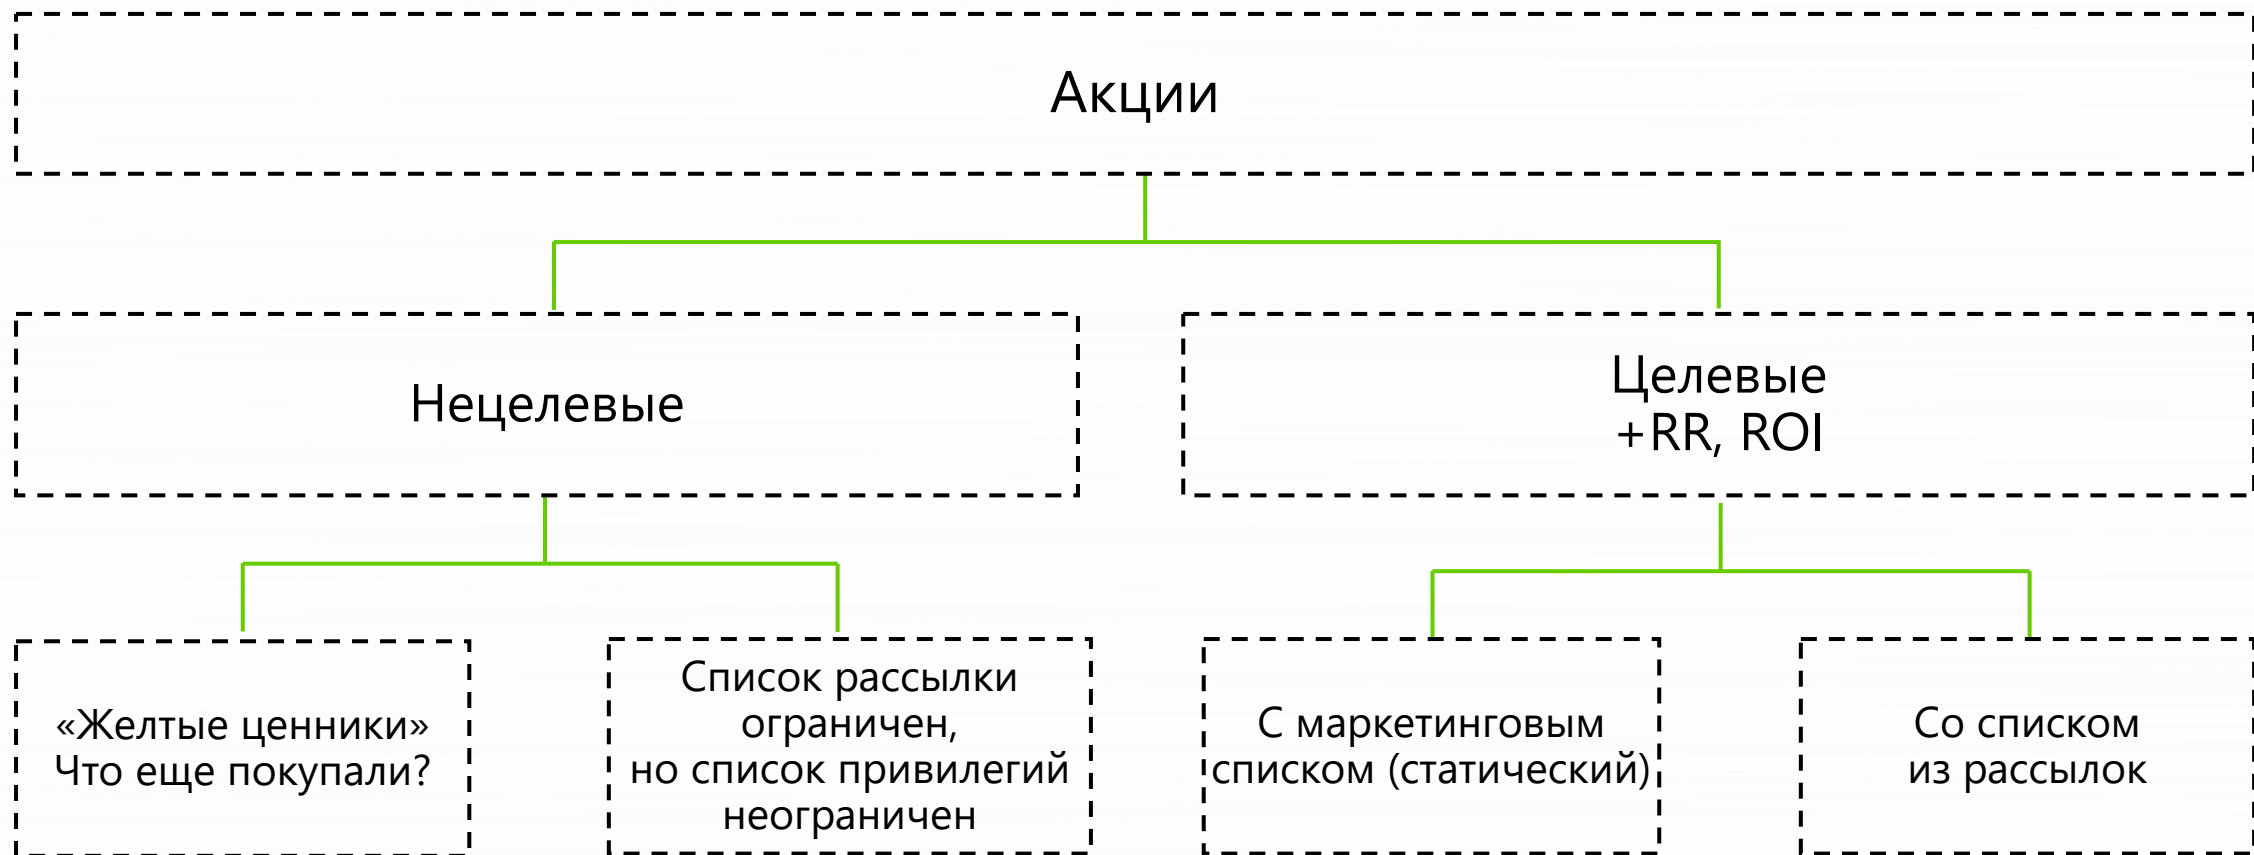 Акции
Нецелевые
Целевые
+RR, ROI
«Желтые ценники»
Что еще покупали?
Список рассылки
ограничен,
но список привилегий
неограничен
С маркетинговым
списком (статический)
Со списком
из рассылок